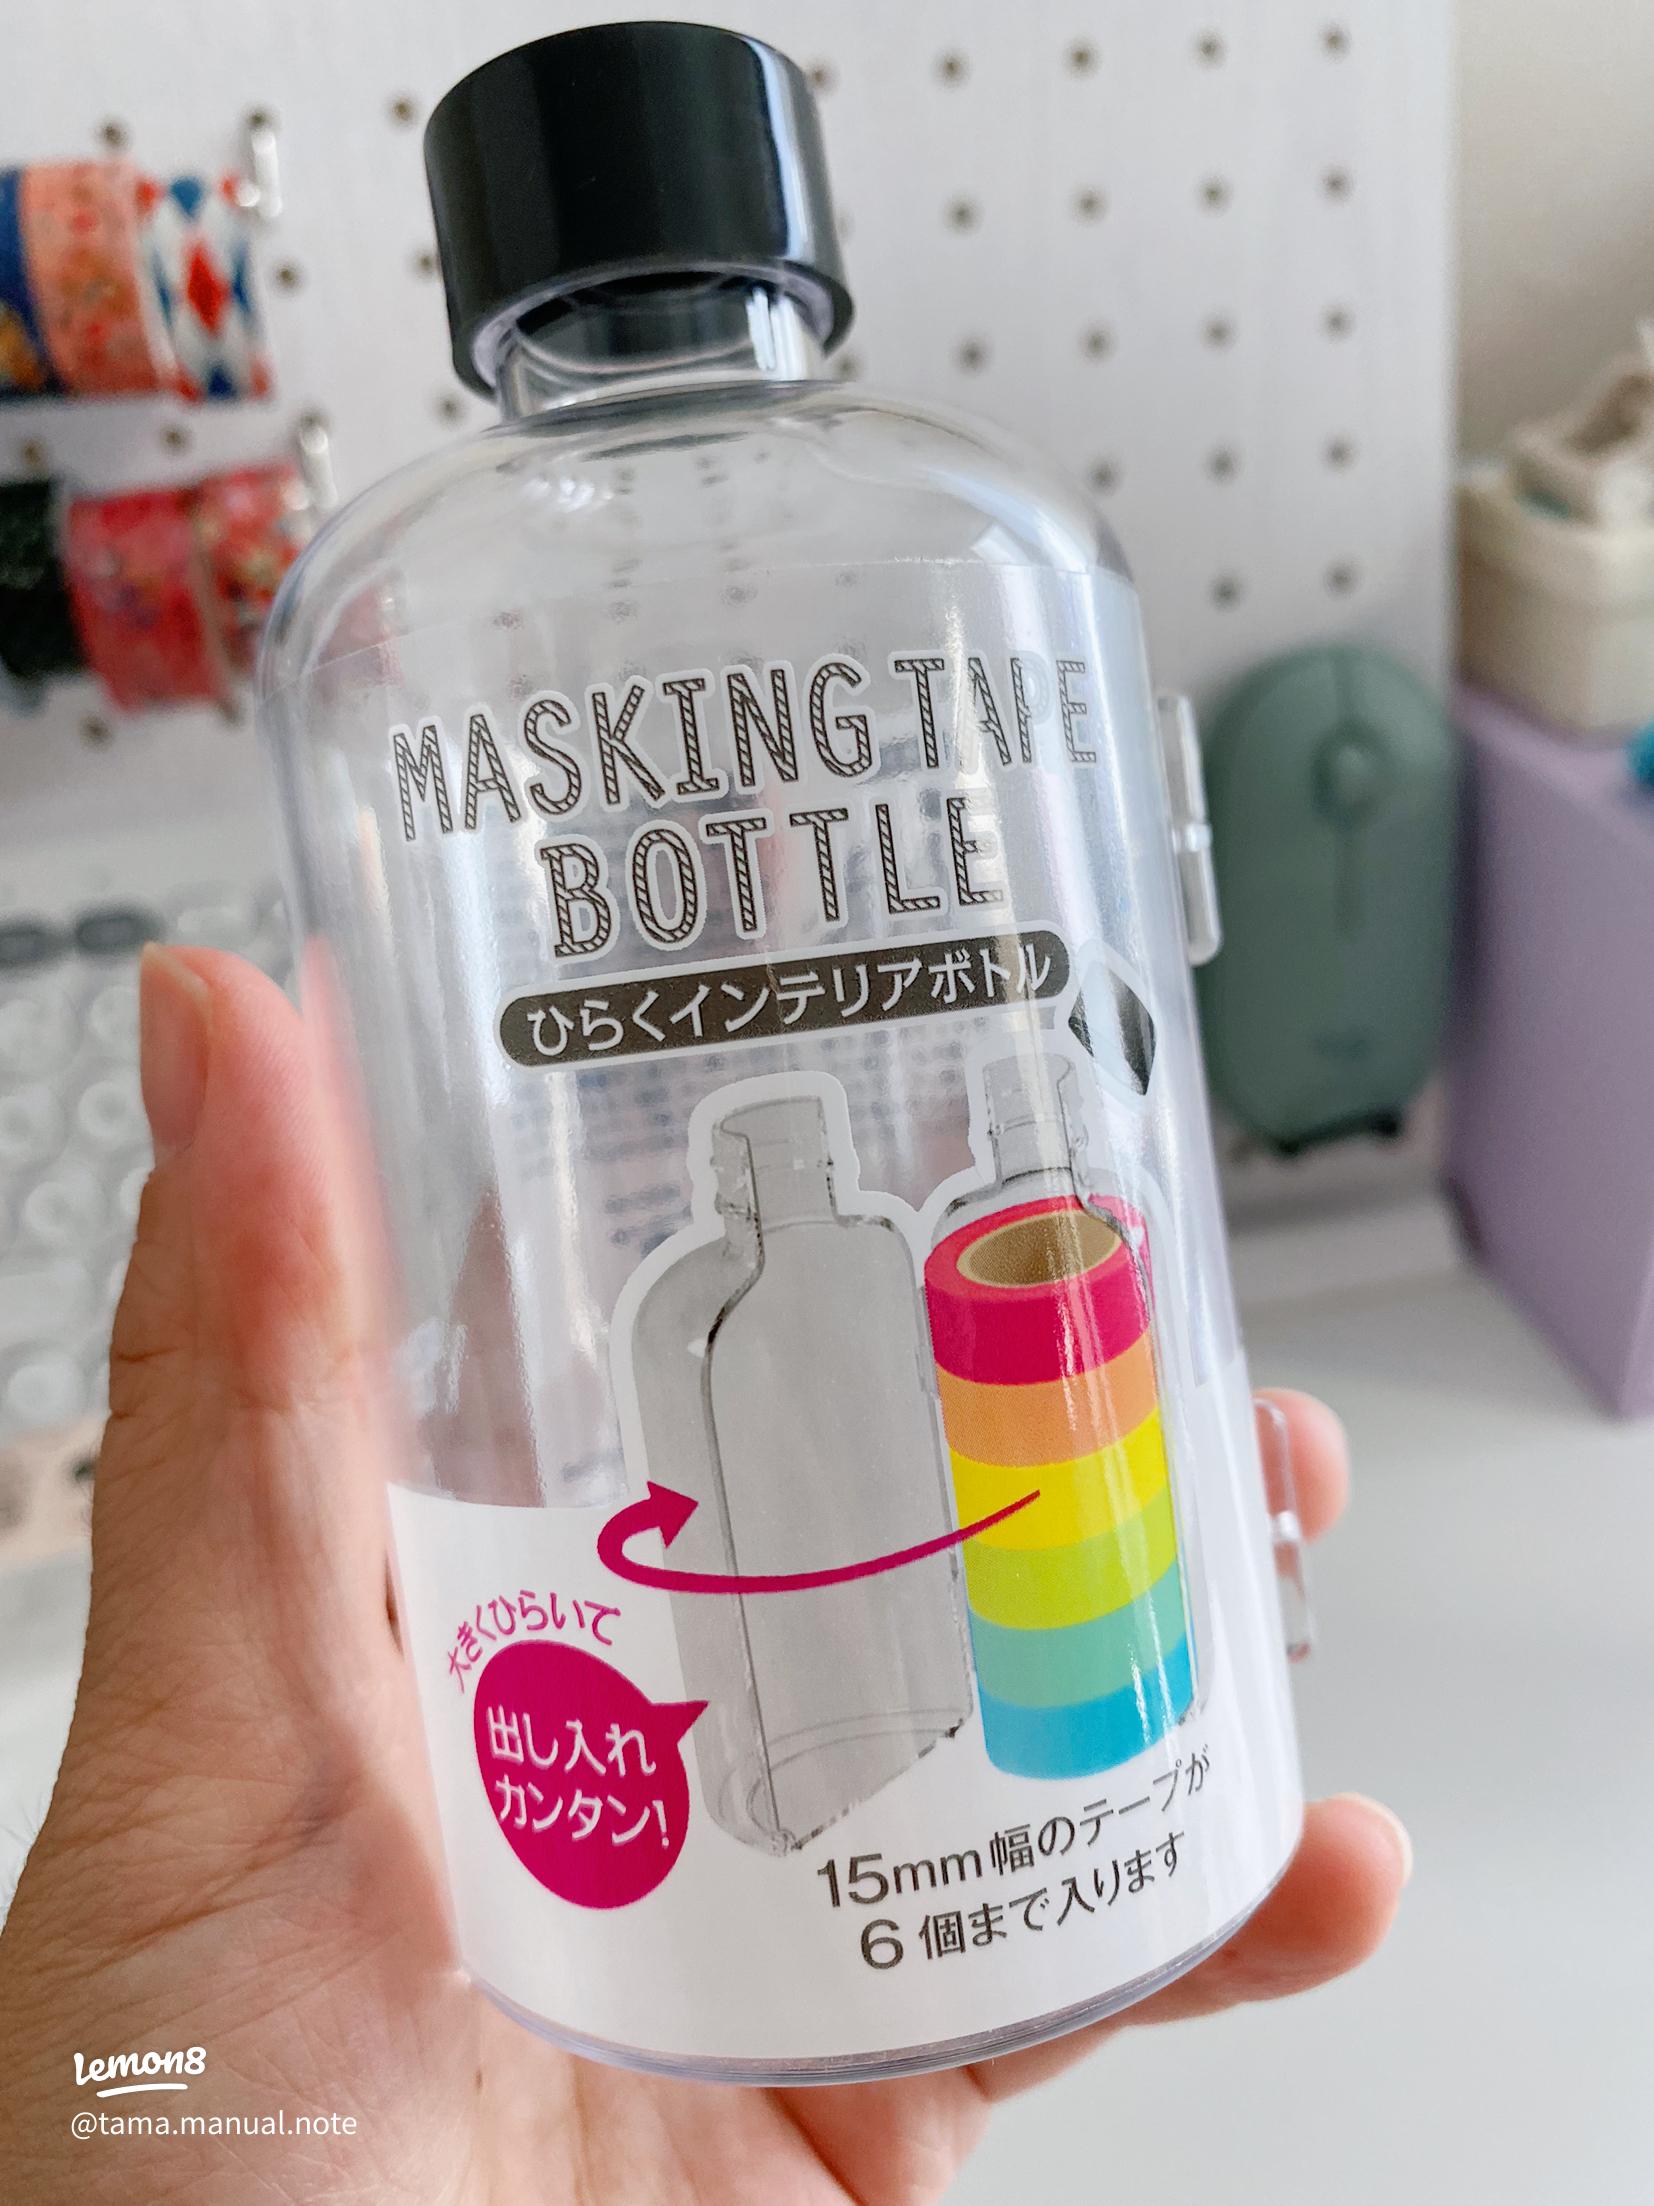 MASKING TAPE
BOTTLE
ひらくインテリアボトル
大きくひらいて
出し入れ
カンタン!
15mm幅のテープが
6個まで入ります
Lemon8
@tama.manual.note